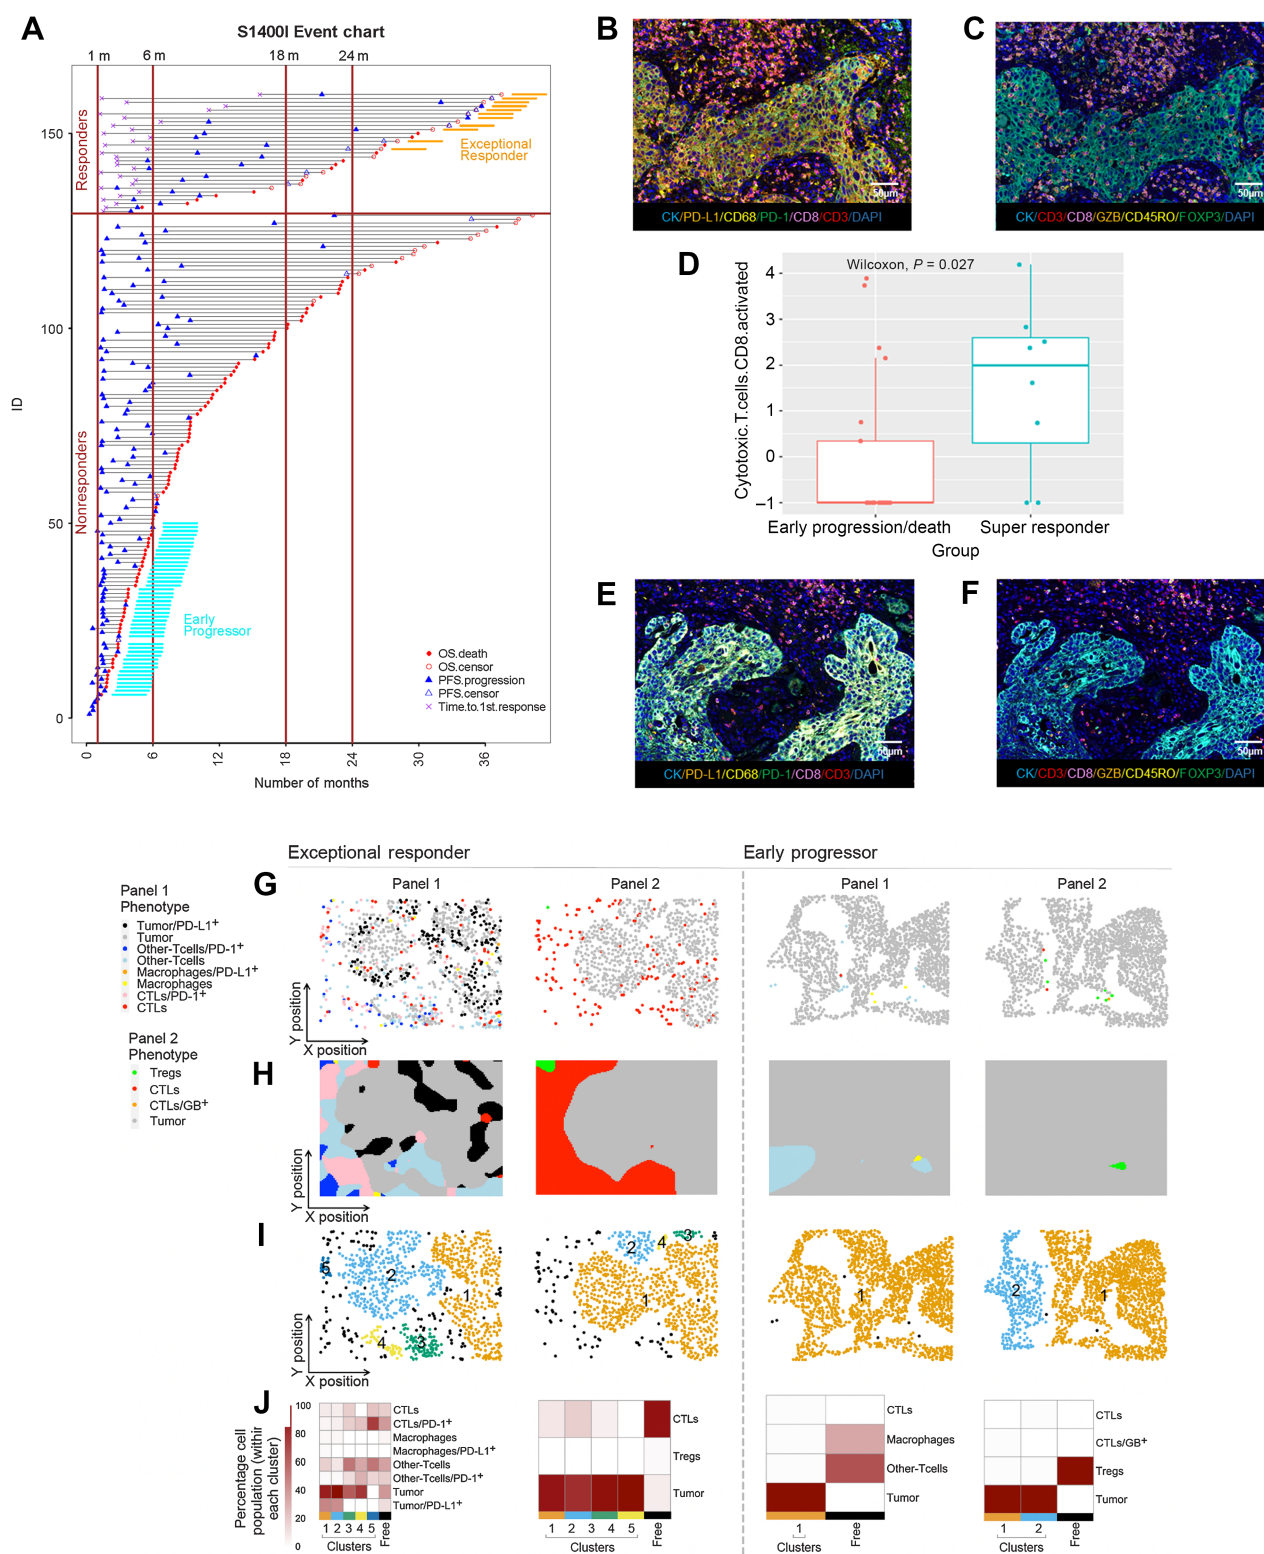 A
S1400I Event chart
1 m
6 m
18 m
24 m
Responders
Nonresponders
Exceptional
Responder
Early
Progressor
ID
150
100
50
0
OS.death
OS.censor
PFS.progression
PFS.censor
Time.to.1st.response
0
6
12
18
24
30
36
Number of months
B
50μm
CK/PD-L1/CD68/PD-1/CD8/CD3/DAPI
C
50μm
CK/CD3/CD8/GZB/CD45RO/FOXP3/DAPI
D
Wilcoxon, P = 0.027
Cytotoxic.T.cells.CD8.activated
4
3
2
1
0
–1
Early progression/death
Super responder
Group
E
50μm
CK/PD-L1/CD68/PD-1/CD8/CD3/DAPI
F
50μm
CK/CD3/CD8/GZB/CD45RO/FOXP3/DAPI
Exceptional responder
Early progressor
G
Panel 1
Panel 2
Panel 1
Panel 2
Panel 1
Phenotype
Tumor/PD-L1+
Tumor
Other-Tcells/PD-1+
Other-Tcells
Macrophages/PD-L1+
Macrophages
CTLs/PD-1+
CTLs
Panel 2
Phenotype
Tregs
CTLs
CTLs/GB+
Tumor
Y position
X position
H
Y position
X position
I
Y position
X position
5
2
1
4
3
2
4
3
1
1
2
1
J
Percentage cell
population (within
each cluster)
100
80
60
40
20
0
CTLs
CTLs/PD-1+
Macrophages
Macrophages/PD-L1+
Other-Tcells
Other-Tcells/PD-1+
Tumor
Tumor/PD-L1+
1 2 3 4 5 Free
Clusters
CTLs
Tregs
Tumor
1 2 3 4 5 Free
Clusters
CTLs
Macrophages
Other-Tcells
Tumor
1 Free
Clusters
CTLs
CTLs/GB+
Tregs
Tumor
1 2 Free
Clusters